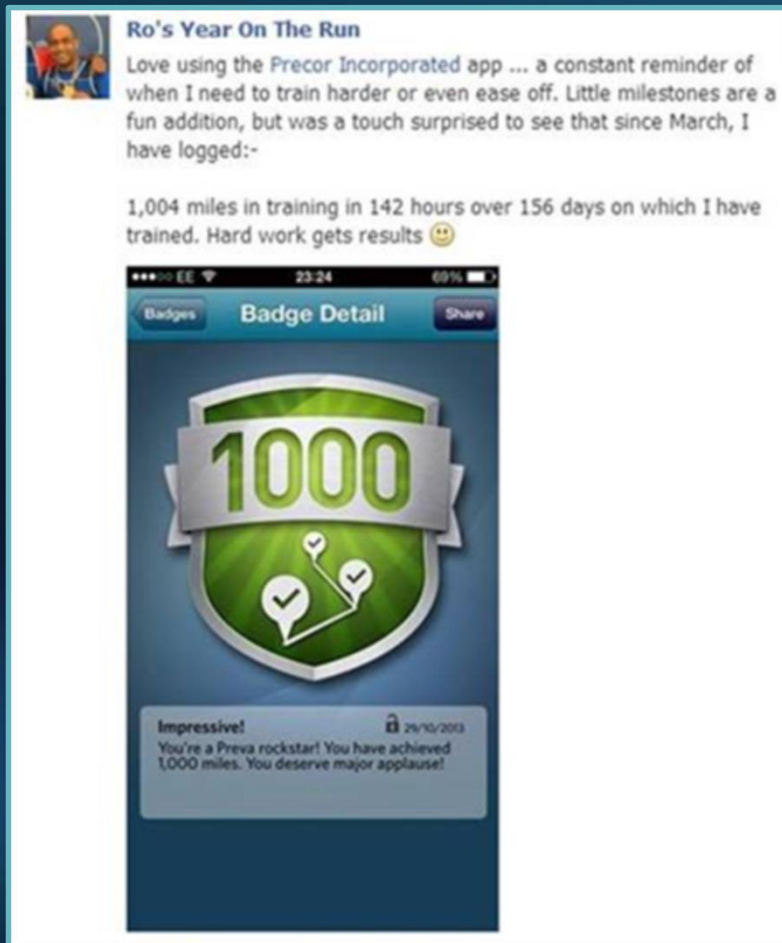 Ro's Year On The Run
Love using the Precor Incorporated app ... a constant reminder of
when I need to train harder or even ease off. Little milestones are a
fun addition, but was a touch surprised to see that since March, I
have logged:-
1,004 miles in training in 142 hours over 156 days on which I have
trained. Hard work gets results 🙂
EE 23:24 69%
Badges Badge Detail Share
1000
Impressive! 29/10/2013
You're a Preva rockstar! You have achieved
1,000 miles. You deserve major applause!